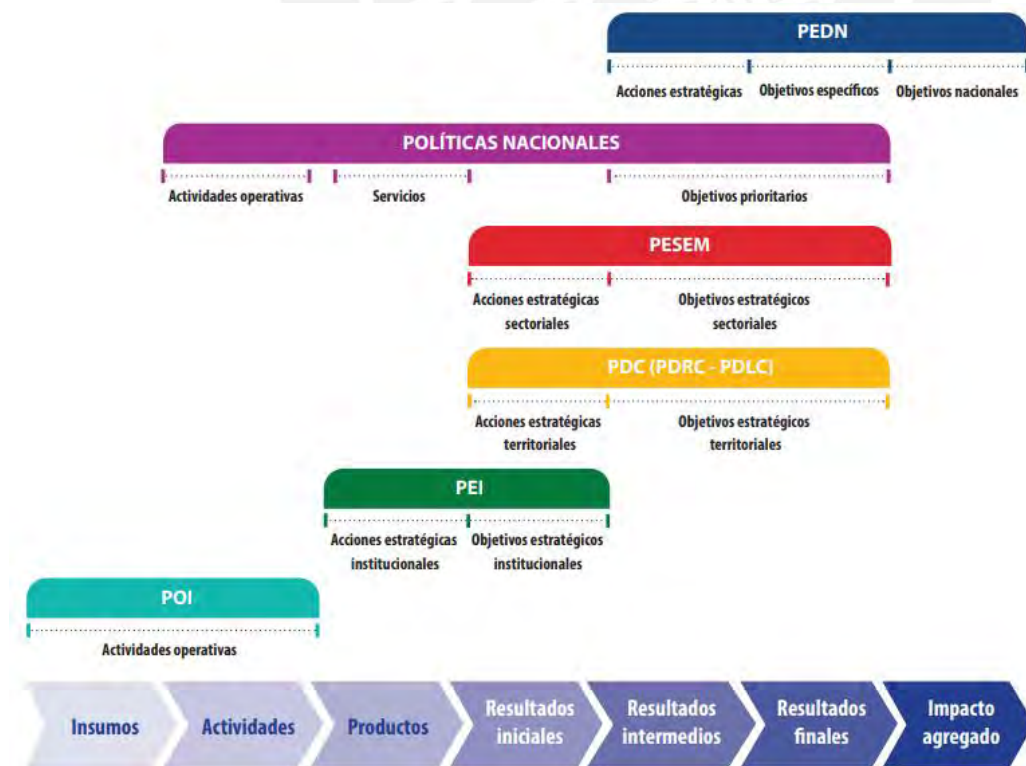 PEDN
Acciones estratégicas Objetivos específicos Objetivos nacionales
POLÍTICAS NACIONALES
Actividades operativas Servicios Objetivos prioritarios
PESEM
Acciones estratégicas Objetivos estratégicos
sectoriales sectoriales
PDC (PDRC - PDLC)
Acciones estratégicas Objetivos estratégicos
territoriales territoriales
PEI
Acciones estratégicas Objetivos estratégicos
institucionales institucionales
POI
Actividades operativas
Insumos
Actividades
Productos
Resultados
iniciales
Resultados
intermedios
Resultados
finales
Impacto
agregado